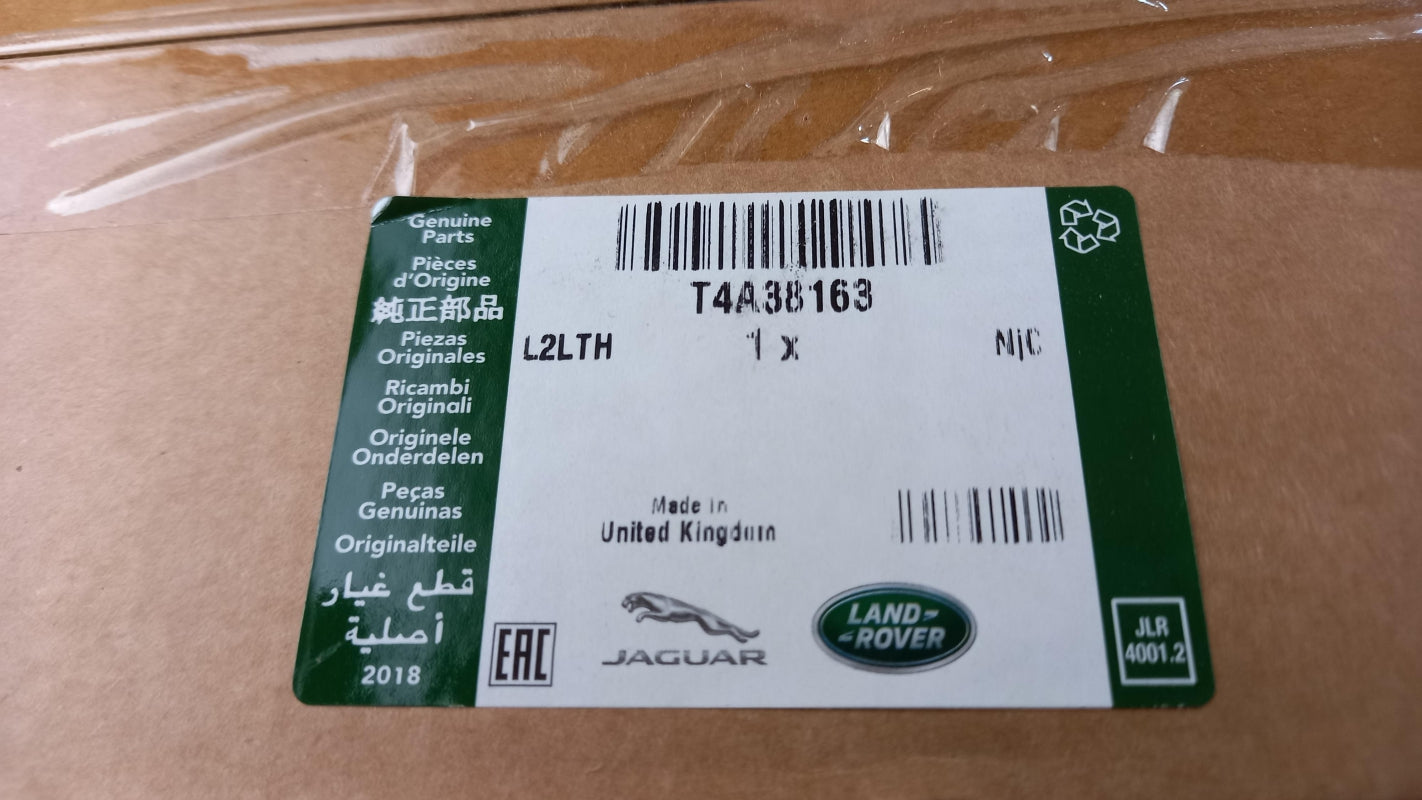 Genuine
Parts
Pièces
d'Origine
純正部品
Piezas
Originales
Ricambi
Originali
Originele
Onderdelen
Peças
Genuinas
Originalteile
قطع غيار
أصلية
2018
T4A38163
L2LTH 1 x N/C
Made in
United Kingdom
EAC
JAGUAR
LAND
ROVER
JLR
4001.2